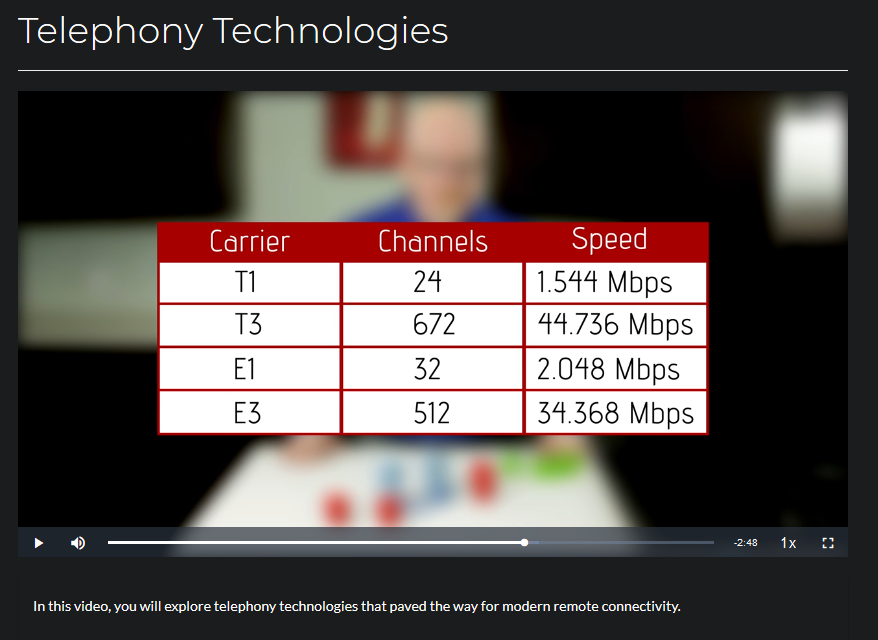 Telephony Technologies
Carrier Channels Speed
T1 24 1.544 Mbps
T3 672 44.736 Mbps
E1 32 2.048 Mbps
E3 512 34.368 Mbps
-2:48 1x
In this video, you will explore telephony technologies that paved the way for modern remote connectivity.